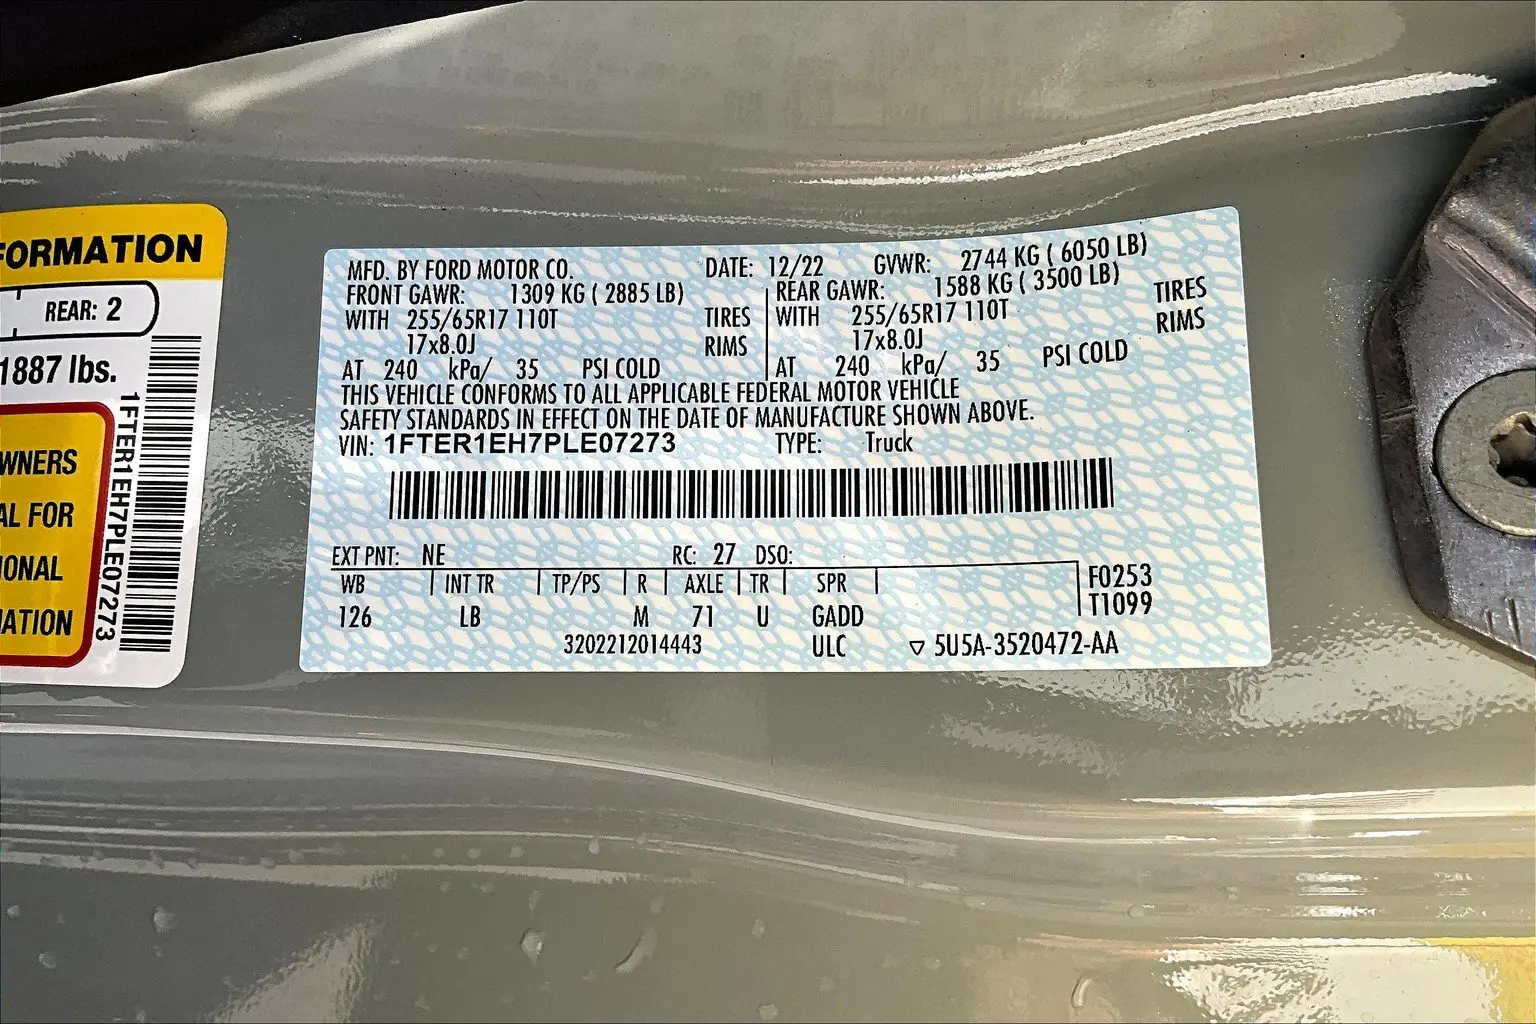 FORMATION
REAR: 2
1887 lbs.
WNERS
AL FOR
IONAL
MATION
1FTER1EH7PLE07273
MFD. BY FORD MOTOR CO. DATE: 12/22 GVWR: 2744 KG ( 6050 LB)
FRONT GAWR: 1309 KG ( 2885 LB) REAR GAWR: 1588 KG ( 3500 LB)
WITH 255/65R17 110T TIRES WITH 255/65R17 110T TIRES
17x8.0J RIMS 17x8.0J RIMS
AT 240 kPa/ 35 PSI COLD AT 240 kPa/ 35 PSI COLD
THIS VEHICLE CONFORMS TO ALL APPLICABLE FEDERAL MOTOR VEHICLE
SAFETY STANDARDS IN EFFECT ON THE DATE OF MANUFACTURE SHOWN ABOVE.
VIN: 1FTER1EH7PLE07273 TYPE: Truck
EXT PNT: NE RC: 27 DSO:
WB INT TR TP/PS R AXLE TR SPR F0253
126 LB M 71 U GADD T1099
3202212014443 ULC ▽ 5U5A-3520472-AA